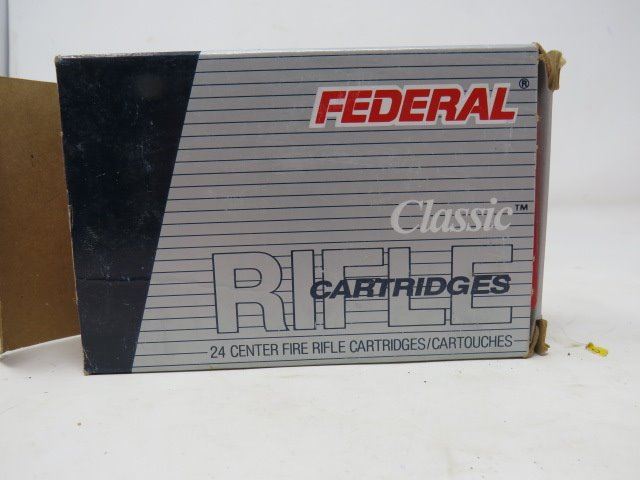 FEDERAL®
Classic™
RIFLE
CARTRIDGES
24 CENTER FIRE RIFLE CARTRIDGES/CARTOUCHES